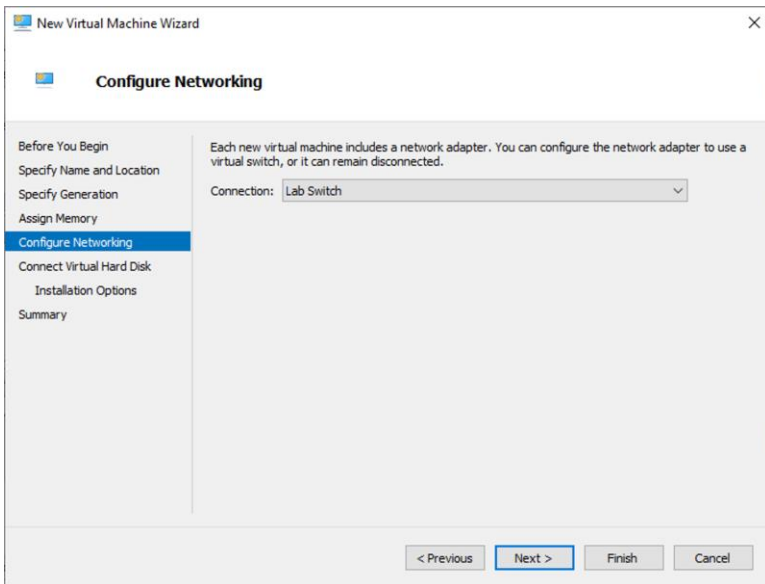 New Virtual Machine Wizard
Configure Networking
Before You Begin
Specify Name and Location
Specify Generation
Assign Memory
Configure Networking
Connect Virtual Hard Disk
Installation Options
Summary
Each new virtual machine includes a network adapter. You can configure the network adapter to use a
virtual switch, or it can remain disconnected.
Connection: Lab Switch
< Previous Next > Finish Cancel